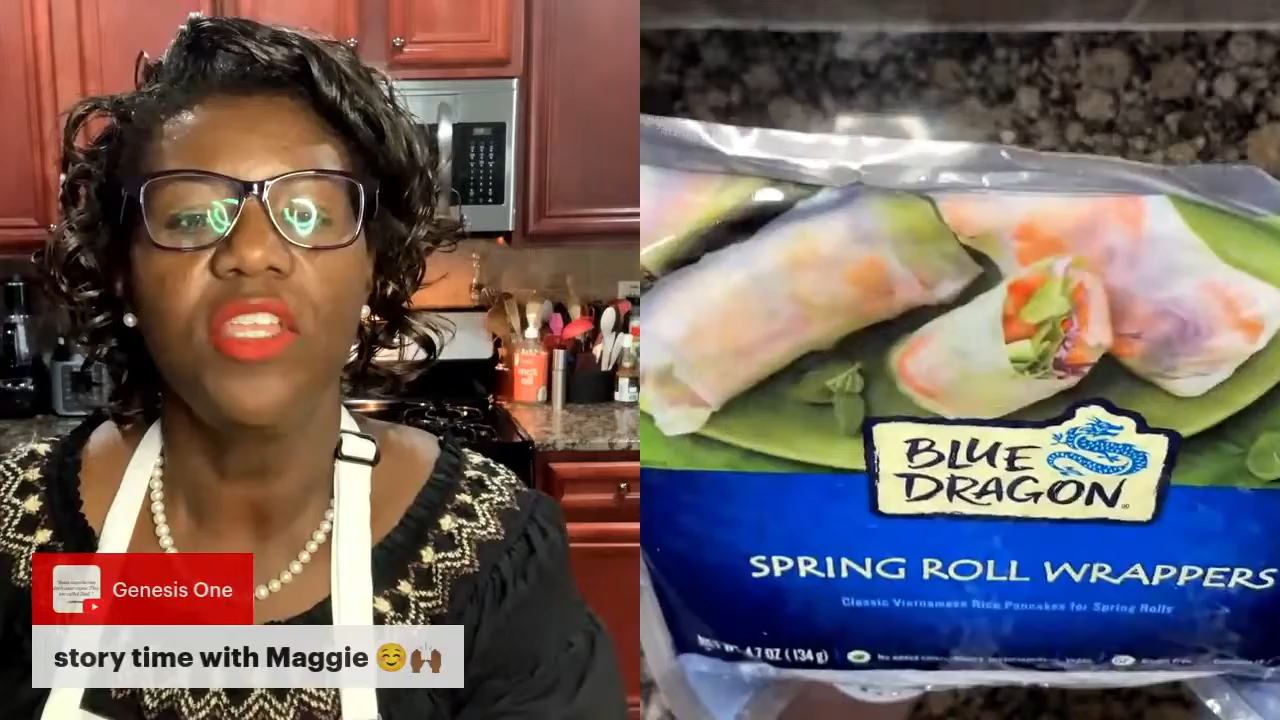 Genesis One
story time with Maggie ☺️🙌🏾
BLUE
DRAGON®
SPRING ROLL WRAPPERS
Classic Vietnamese Rice Pancakes for Spring Rolls
NET WT. 4.7 OZ (134 g)